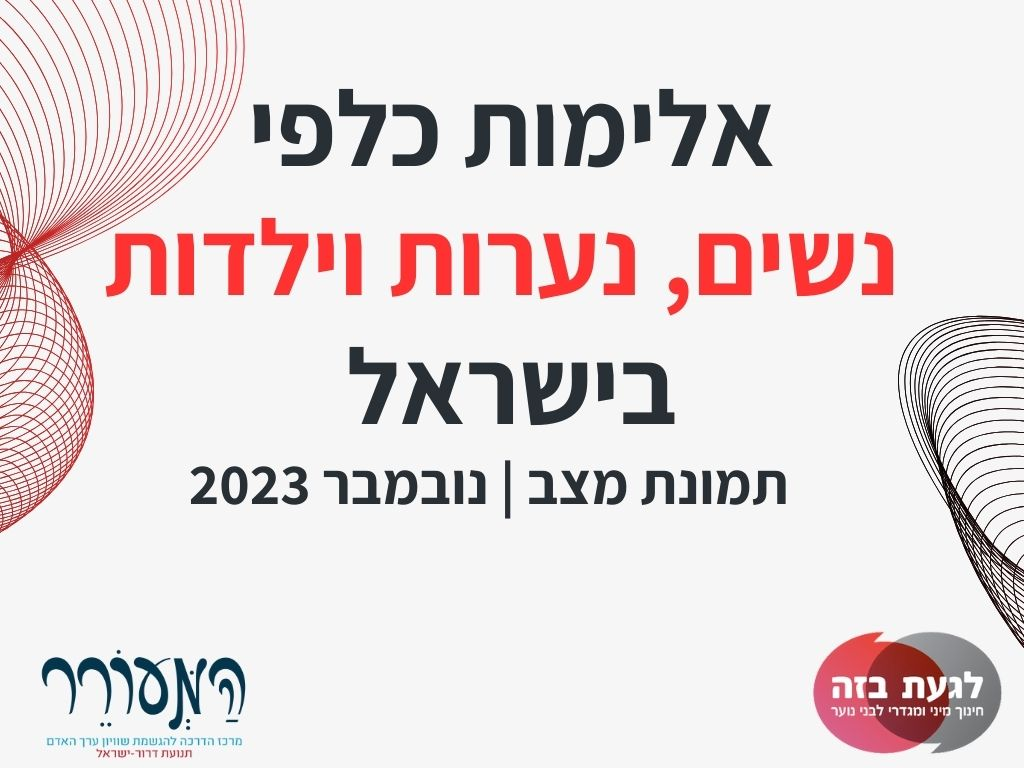 אלימות כלפי
נשים, נערות וילדות
בישראל
תמונת מצב | נובמבר 2023
הַמְּעוֹרֵר
מרכז הדרכה להגשמת שוויון ערך האדם
תנועת דרור-ישראל
לגעת בזה
חינוך מיני ומגדרי לבני נוער